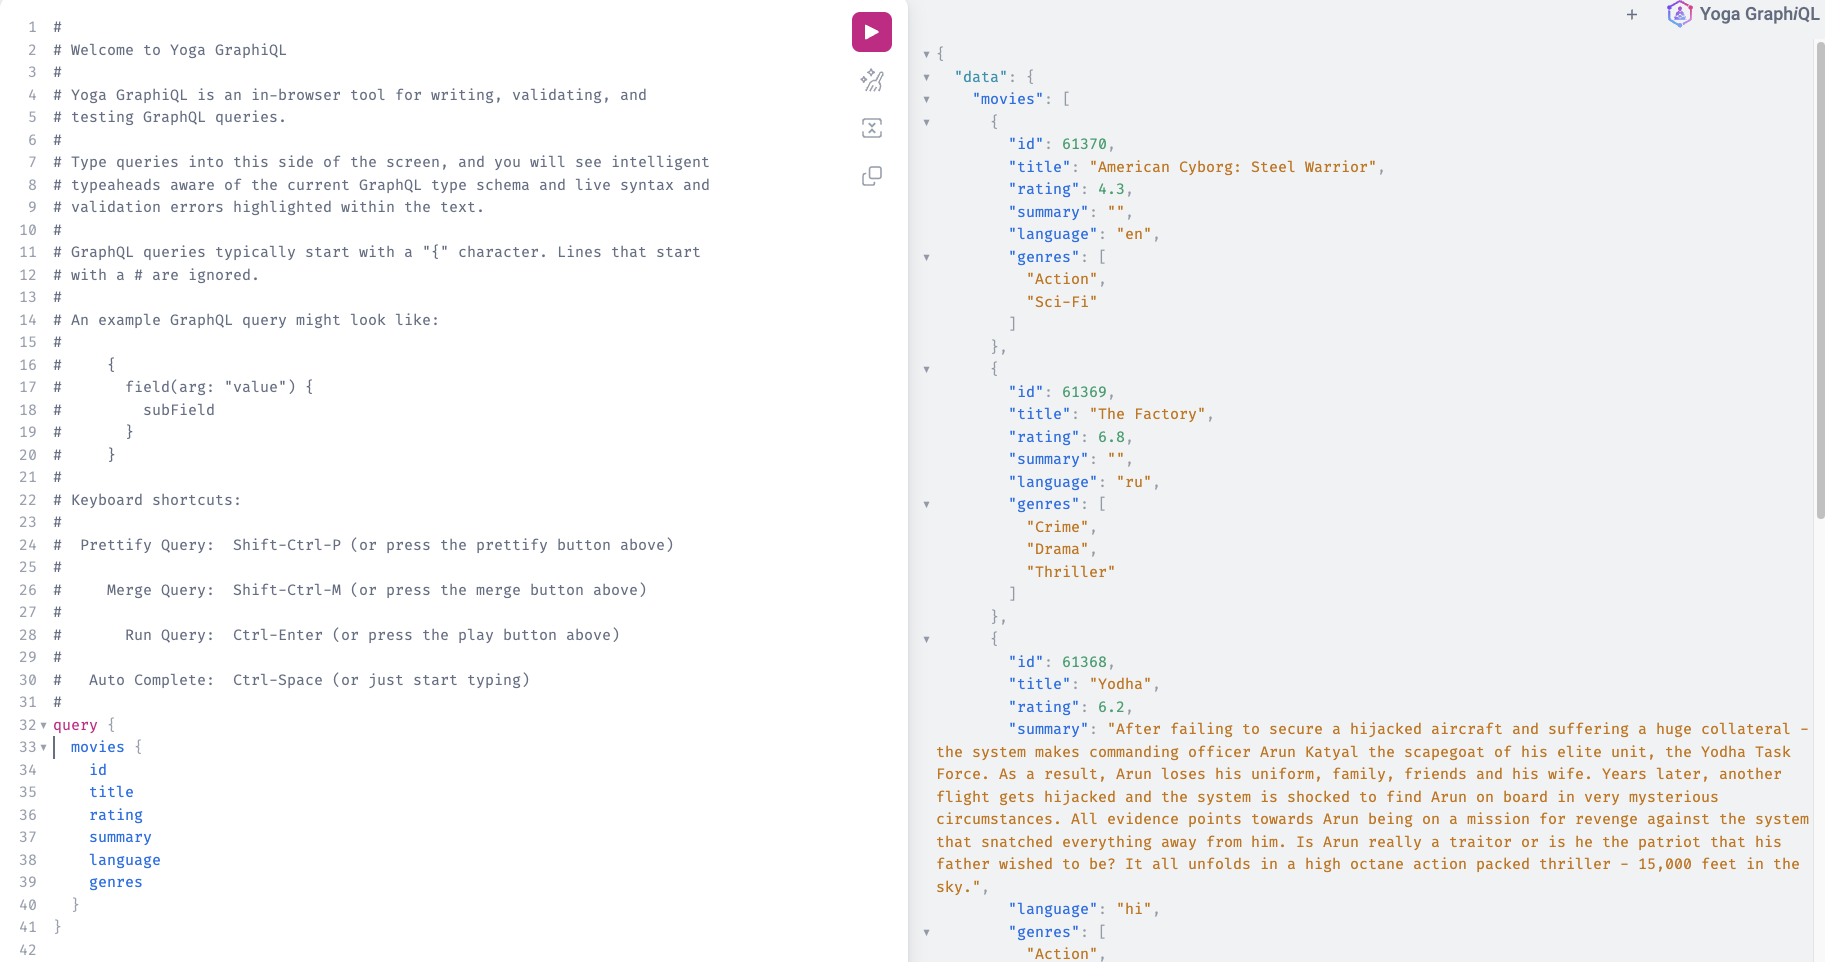 1 #
2 # Welcome to Yoga GraphiQL
3 #
4 # Yoga GraphiQL is an in-browser tool for writing, validating, and
5 # testing GraphQL queries.
6 #
7 # Type queries into this side of the screen, and you will see intelligent
8 # typeaheads aware of the current GraphQL type schema and live syntax and
9 # validation errors highlighted within the text.
10 #
11 # GraphQL queries typically start with a "{" character. Lines that start
12 # with a # are ignored.
13 #
14 # An example GraphQL query might look like:
15 #
16 #     {
17 #       field(arg: "value") {
18 #         subField
19 #       }
20 #     }
21 #
22 # Keyboard shortcuts:
23 #
24 #  Prettify Query:  Shift-Ctrl-P (or press the prettify button above)
25 #
26 #     Merge Query:  Shift-Ctrl-M (or press the merge button above)
27 #
28 #       Run Query:  Ctrl-Enter (or press the play button above)
29 #
30 #   Auto Complete:  Ctrl-Space (or just start typing)
31 #
32 query {
33   movies {
34     id
35     title
36     rating
37     summary
38     language
39     genres
40   }
41 }
42
+ Yoga GraphiQL
{
  "data": {
    "movies": [
      {
        "id": 61370,
        "title": "American Cyborg: Steel Warrior",
        "rating": 4.3,
        "summary": "",
        "language": "en",
        "genres": [
          "Action",
          "Sci-Fi"
        ]
      },
      {
        "id": 61369,
        "title": "The Factory",
        "rating": 6.8,
        "summary": "",
        "language": "ru",
        "genres": [
          "Crime",
          "Drama",
          "Thriller"
        ]
      },
      {
        "id": 61368,
        "title": "Yodha",
        "rating": 6.2,
        "summary": "After failing to secure a hijacked aircraft and suffering a huge collateral -
the system makes commanding officer Arun Katyal the scapegoat of his elite unit, the Yodha Task
Force. As a result, Arun loses his uniform, family, friends and his wife. Years later, another
flight gets hijacked and the system is shocked to find Arun on board in very mysterious
circumstances. All evidence points towards Arun being on a mission for revenge against the system
that snatched everything away from him. Is Arun really a traitor or is he the patriot that his
father wished to be? It all unfolds in a high octane action packed thriller - 15,000 feet in the
sky.",
        "language": "hi",
        "genres": [
          "Action",